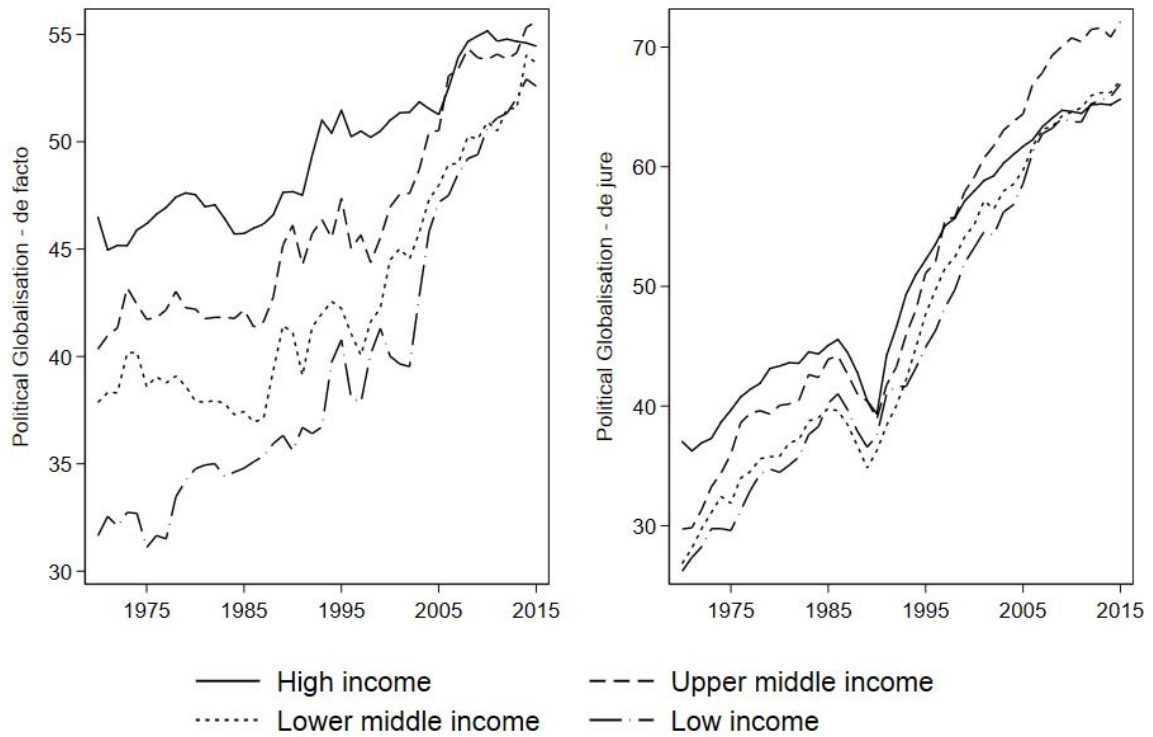 Political Globalisation - de facto
55
50
45
40
35
30
1975 1985 1995 2005 2015
Political Globalisation - de jure
70
60
50
40
30
1975 1985 1995 2005 2015
High income
Upper middle income
Lower middle income
Low income